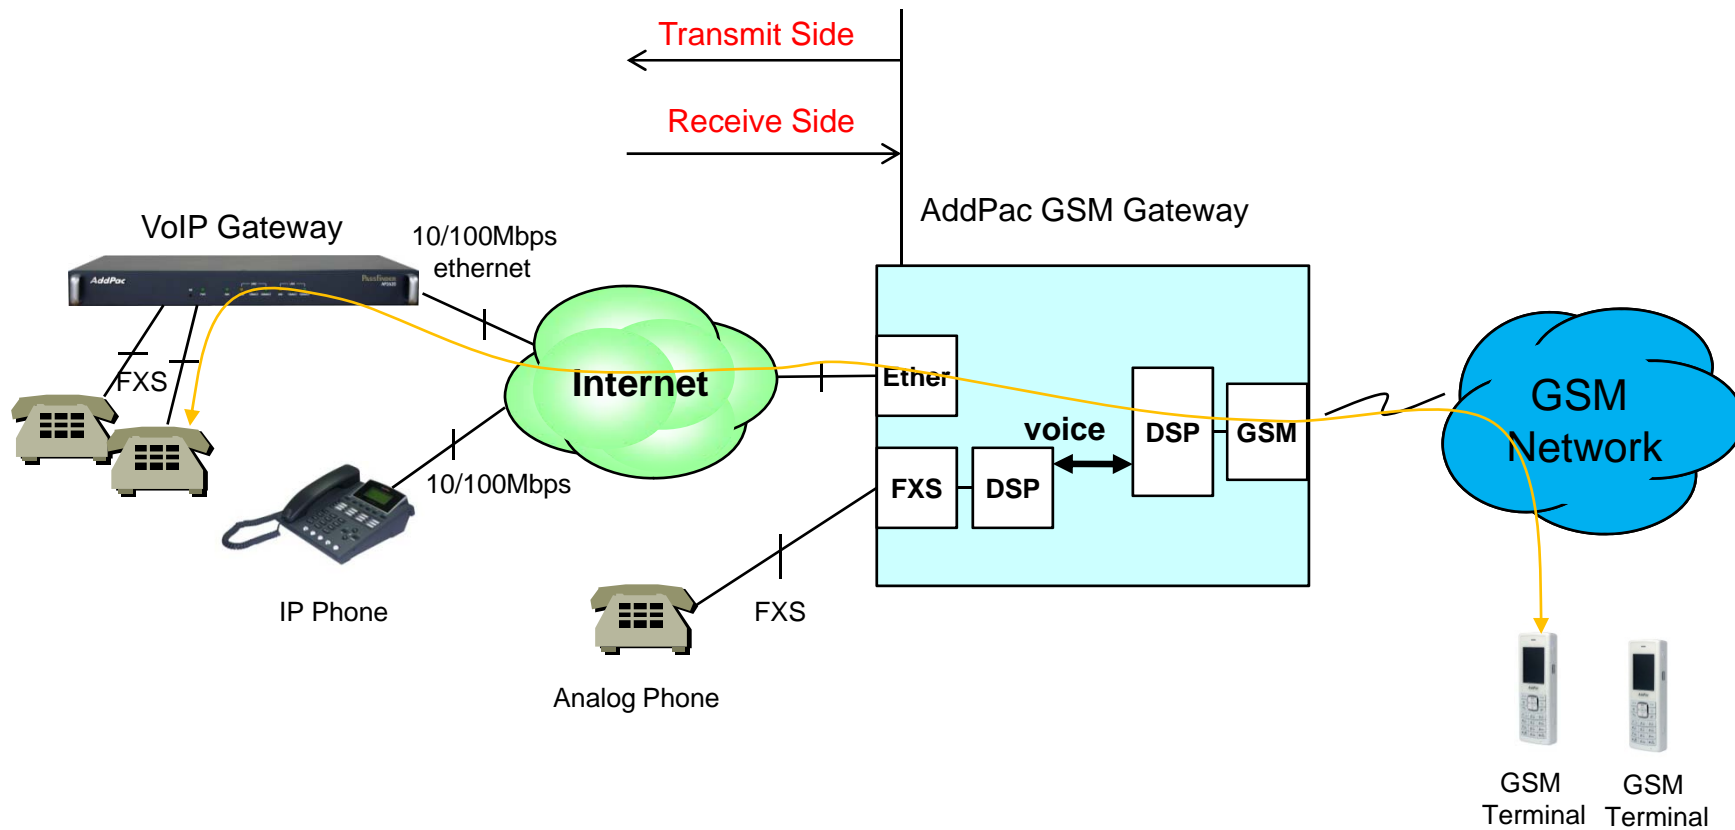 Transmit Side
Receive Side
AddPac GSM Gateway
VoIP Gateway
10/100Mbps
ethernet
AddPac
FXS
Internet
Ether
GSM
Network
voice
DSP
GSM
FXS
DSP
10/100Mbps
IP Phone
FXS
Analog Phone
GSM
Terminal
GSM
Terminal